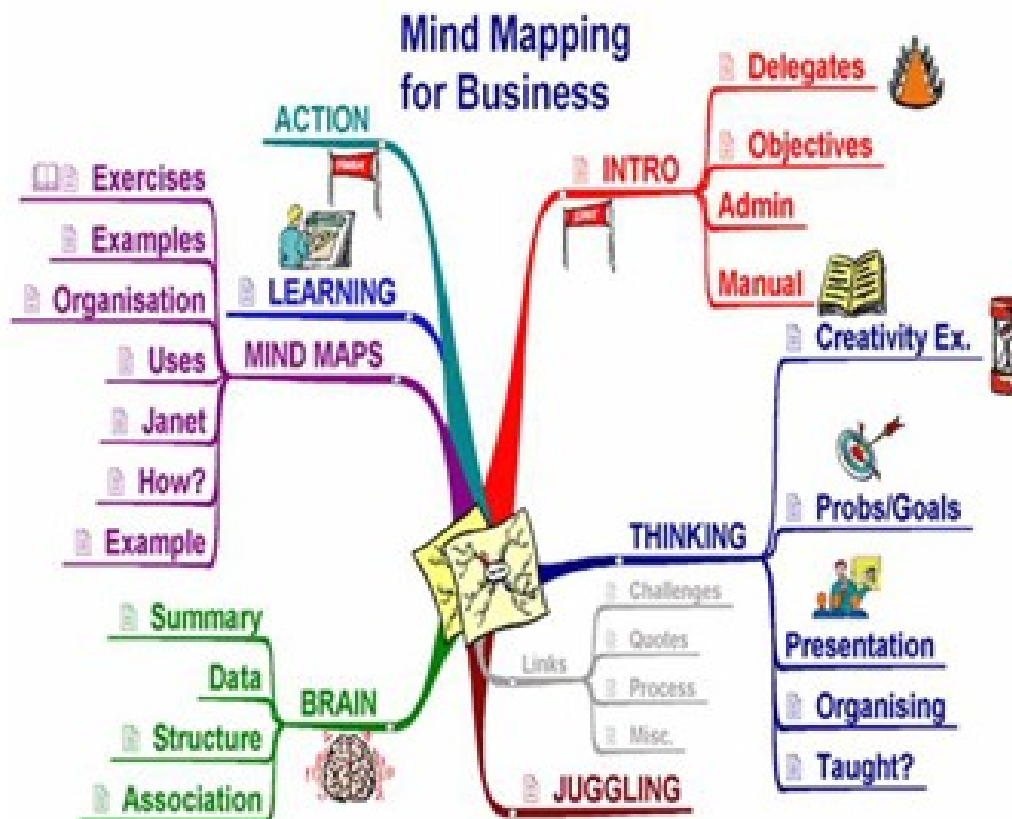 Mind Mapping
for Business
INTRO
Delegates
Objectives
Admin
Manual
THINKING
Creativity Ex.
Probs/Goals
Presentation
Organising
Taught?
Links
Challenges
Quotes
Process
Misc.
JUGGLING
BRAIN
Summary
Data
Structure
Association
MIND MAPS
Exercises
Examples
Organisation
Uses
Janet
How?
Example
LEARNING
ACTION